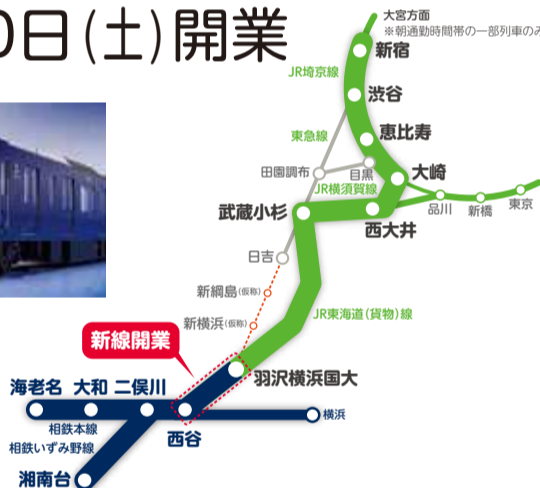 0日(土)開業
大宮方面
※朝通勤時間帯の一部列車のみ
新宿
JR埼京線
渋谷
東急線
恵比寿
田園調布
目黒
大崎
JR横須賀線
武蔵小杉
西大井
品川
新橋
東京
日吉
新綱島(仮称)
新横浜(仮称)
JR東海道(貨物)線
新線開業
羽沢横浜国大
海老名 大和 二俣川
横浜
相鉄本線
西谷
相鉄いずみ野線
湘南台